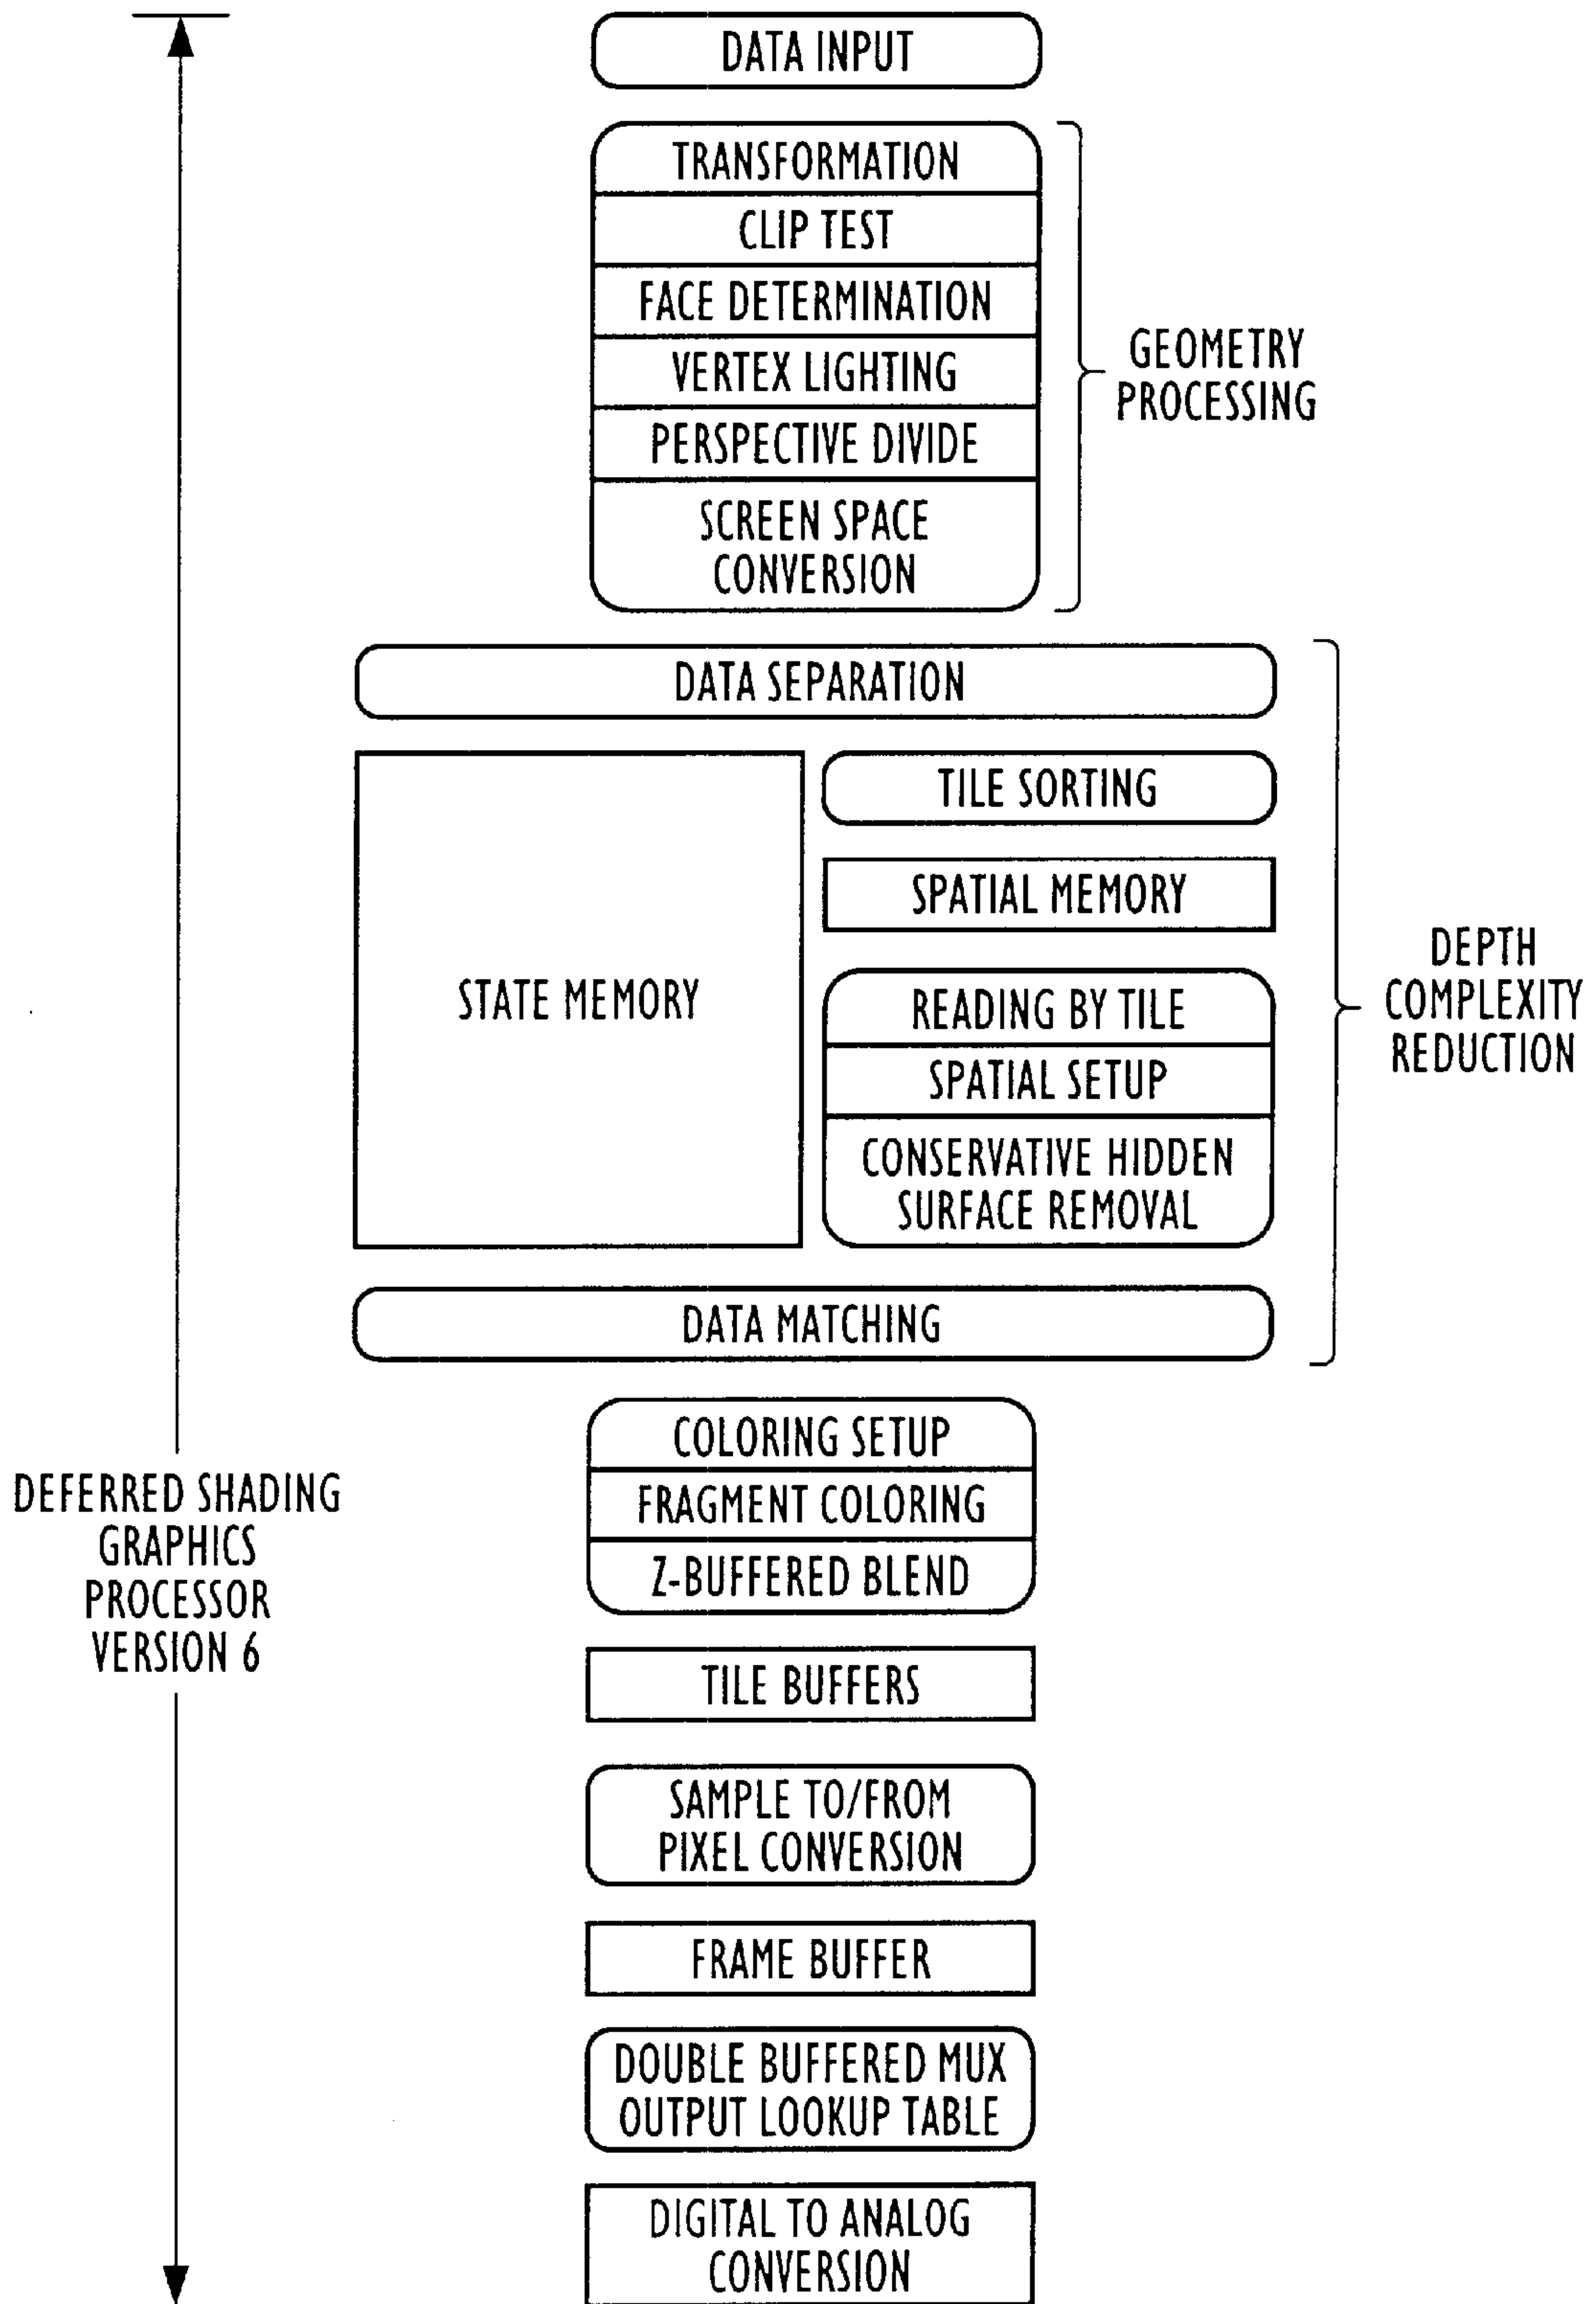 DATA INPUT
TRANSFORMATION
CLIP TEST
FACE DETERMINATION
VERTEX LIGHTING
PERSPECTIVE DIVIDE
SCREEN SPACE
CONVERSION
GEOMETRY
PROCESSING
DATA SEPARATION
STATE MEMORY
TILE SORTING
SPATIAL MEMORY
READING BY TILE
SPATIAL SETUP
CONSERVATIVE HIDDEN
SURFACE REMOVAL
DEPTH
COMPLEXITY
REDUCTION
DATA MATCHING
COLORING SETUP
FRAGMENT COLORING
Z-BUFFERED BLEND
DEFERRED SHADING
GRAPHICS
PROCESSOR
VERSION 6
TILE BUFFERS
SAMPLE TO/FROM
PIXEL CONVERSION
FRAME BUFFER
DOUBLE BUFFERED MUX
OUTPUT LOOKUP TABLE
DIGITAL TO ANALOG
CONVERSION